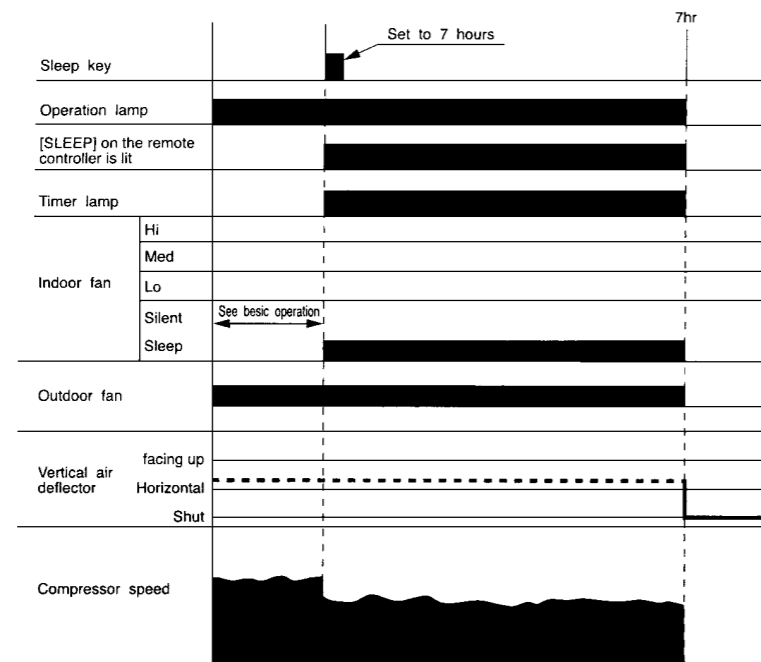 7hr
Set to 7 hours
Sleep key
Operation lamp
[SLEEP] on the remote
controller is lit
Timer lamp
Indoor fan
Hi
Med
Lo
Silent
See besic operation
Sleep
Outdoor fan
Vertical air
deflector
facing up
Horizontal
Shut
Compressor speed